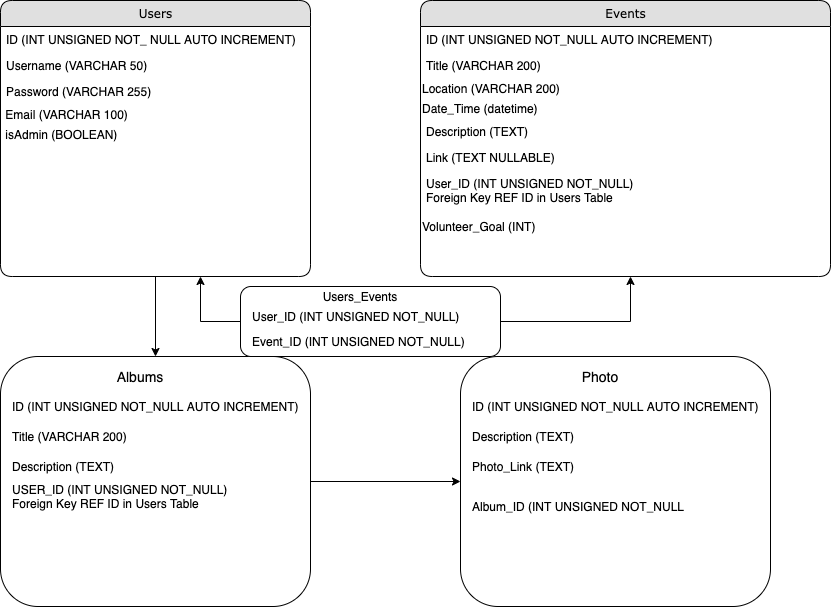 Users
ID (INT UNSIGNED NOT_ NULL AUTO INCREMENT)
Username (VARCHAR 50)
Password (VARCHAR 255)
Email (VARCHAR 100)
isAdmin (BOOLEAN)
Events
ID (INT UNSIGNED NOT_NULL AUTO INCREMENT)
Title (VARCHAR 200)
Location (VARCHAR 200)
Date_Time (datetime)
Description (TEXT)
Link (TEXT NULLABLE)
User_ID (INT UNSIGNED NOT_NULL)
Foreign Key REF ID in Users Table
Volunteer_Goal (INT)
Users_Events
User_ID (INT UNSIGNED NOT_NULL)
Event_ID (INT UNSIGNED NOT_NULL)
Albums
ID (INT UNSIGNED NOT_NULL AUTO INCREMENT)
Title (VARCHAR 200)
Description (TEXT)
USER_ID (INT UNSIGNED NOT_NULL)
Foreign Key REF ID in Users Table
Photo
ID (INT UNSIGNED NOT_NULL AUTO INCREMENT)
Description (TEXT)
Photo_Link (TEXT)
Album_ID (INT UNSIGNED NOT_NULL